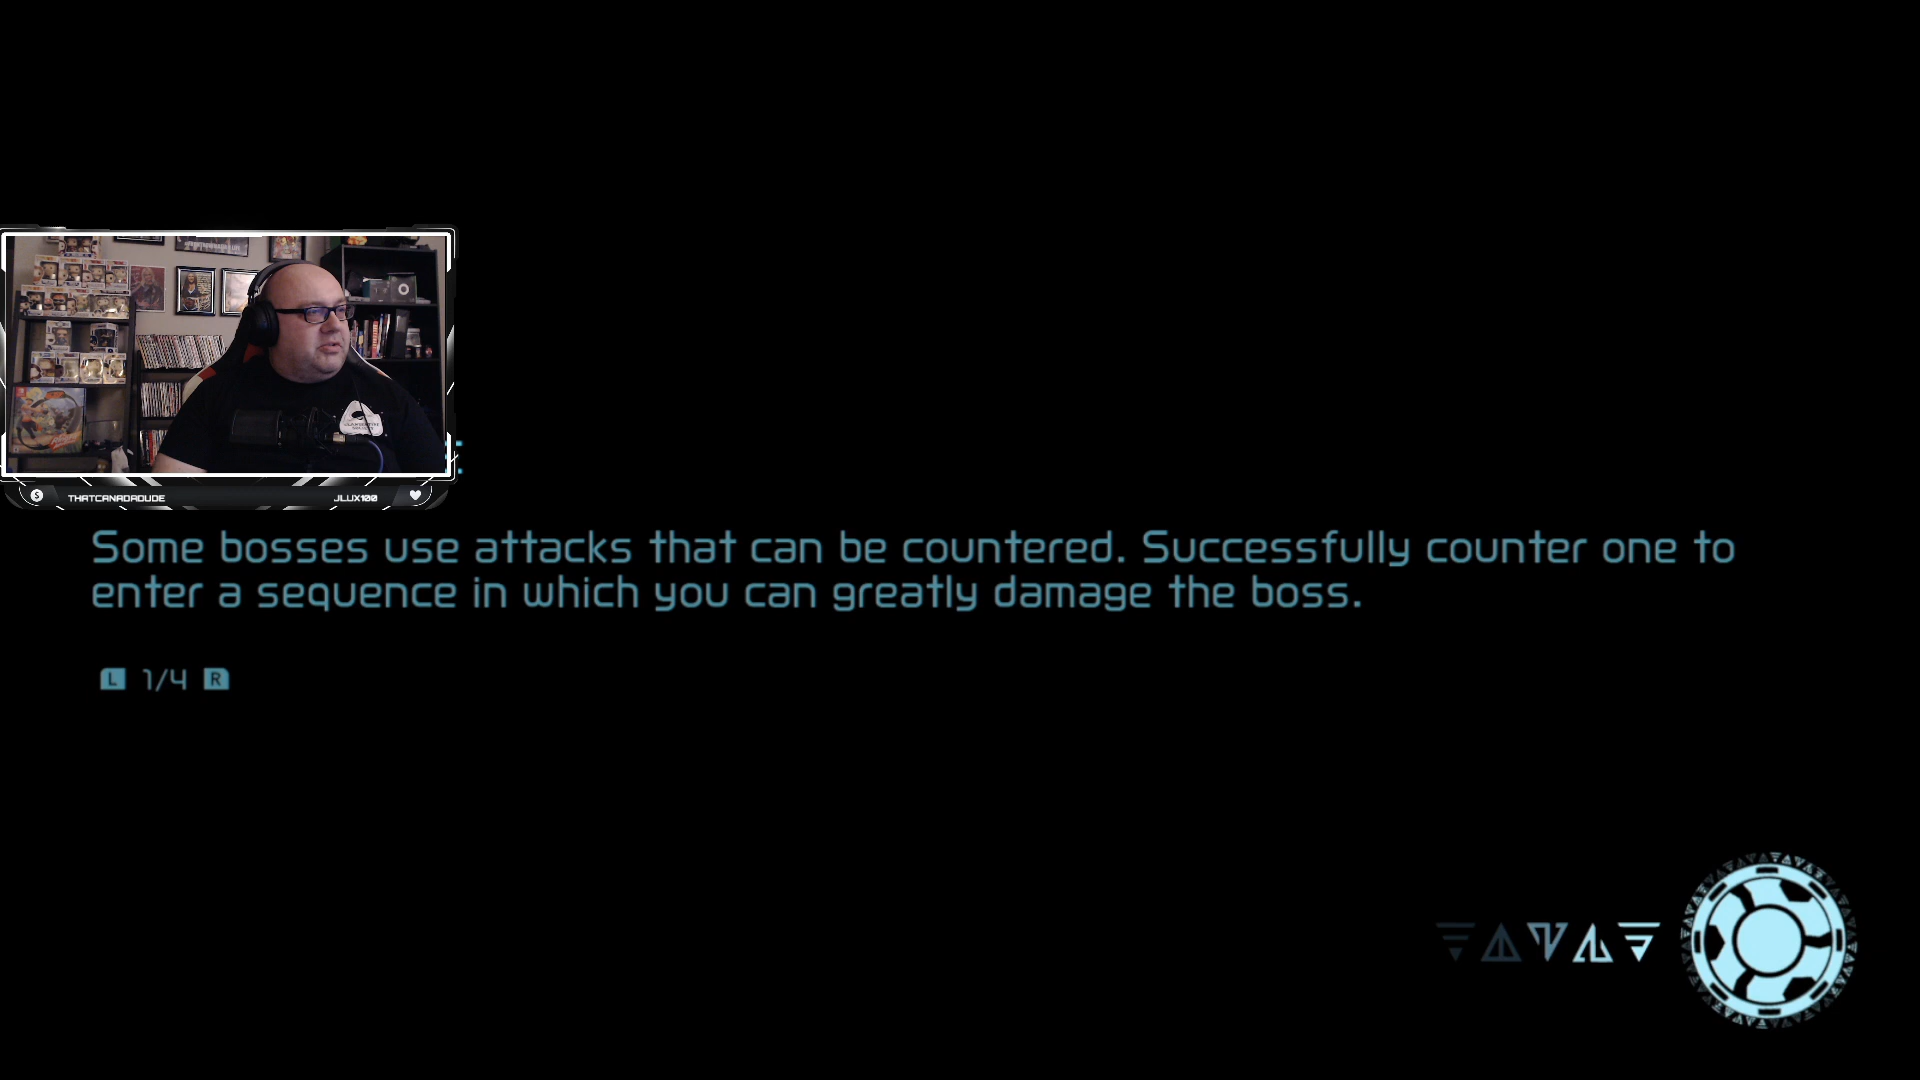 THATCANADADUDE
JLUX100
Some bosses use attacks that can be countered. Successfully counter one to
enter a sequence in which you can greatly damage the boss.
L 1/4 R